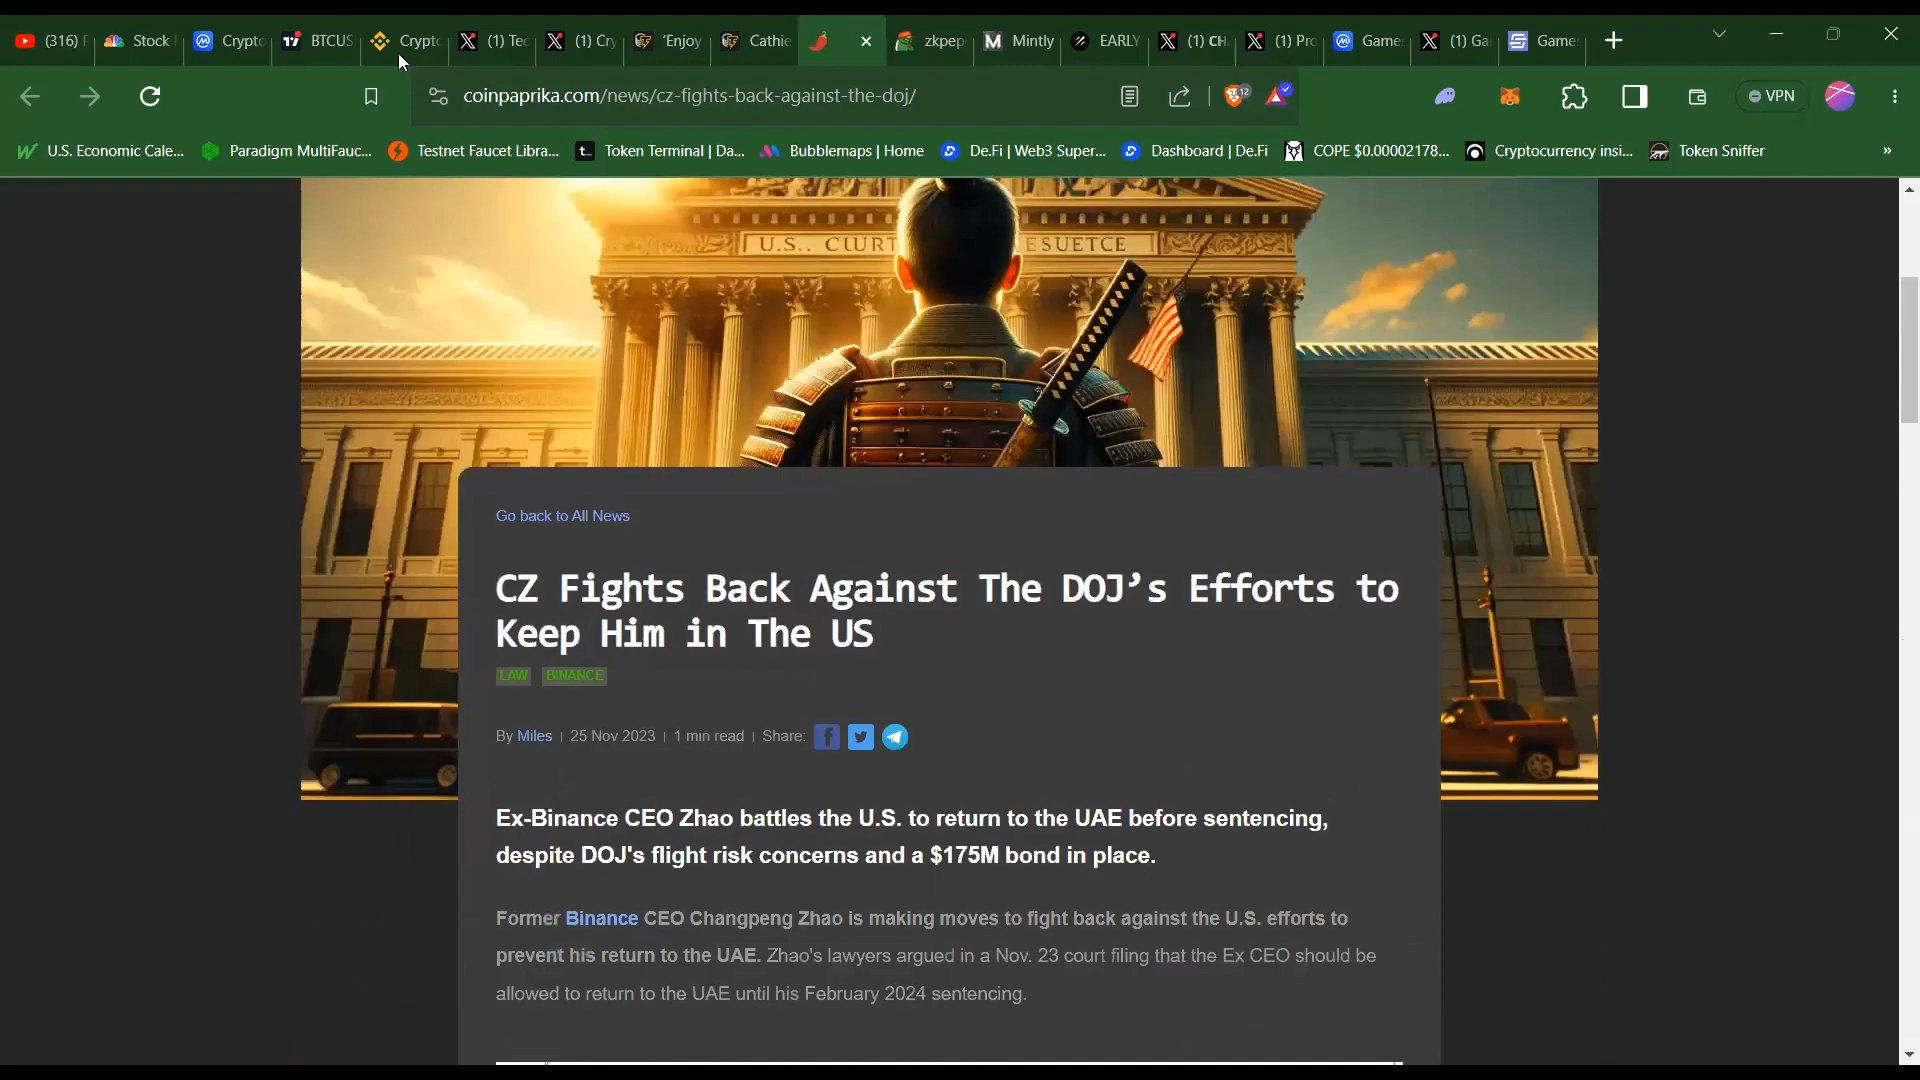 (316)
Stock
Crypto
BTCUS
Crypto
(1) Tec
(1) Cry
'Enjoy
Cathie
zkpep
Mintly
EARLY
(1) CH
(1) Pro
Game
(1) Ga
Game
coinpaprika.com/news/cz-fights-back-against-the-doj/
12
VPN
U.S. Economic Cale...
Paradigm MultiFauc...
Testnet Faucet Libra...
Token Terminal | Da...
Bubblemaps | Home
De.Fi | Web3 Super...
Dashboard | De.Fi
COPE $0.00002178...
Cryptocurrency insi...
Token Sniffer
»
U.S.. CIURT ESUETCE
Go back to All News
CZ Fights Back Against The DOJ’s Efforts to
Keep Him in The US
LAW BINANCE
By Miles | 25 Nov 2023 | 1 min read | Share:
Ex-Binance CEO Zhao battles the U.S. to return to the UAE before sentencing,
despite DOJ's flight risk concerns and a $175M bond in place.
Former Binance CEO Changpeng Zhao is making moves to fight back against the U.S. efforts to
prevent his return to the UAE. Zhao's lawyers argued in a Nov. 23 court filing that the Ex CEO should be
allowed to return to the UAE until his February 2024 sentencing.